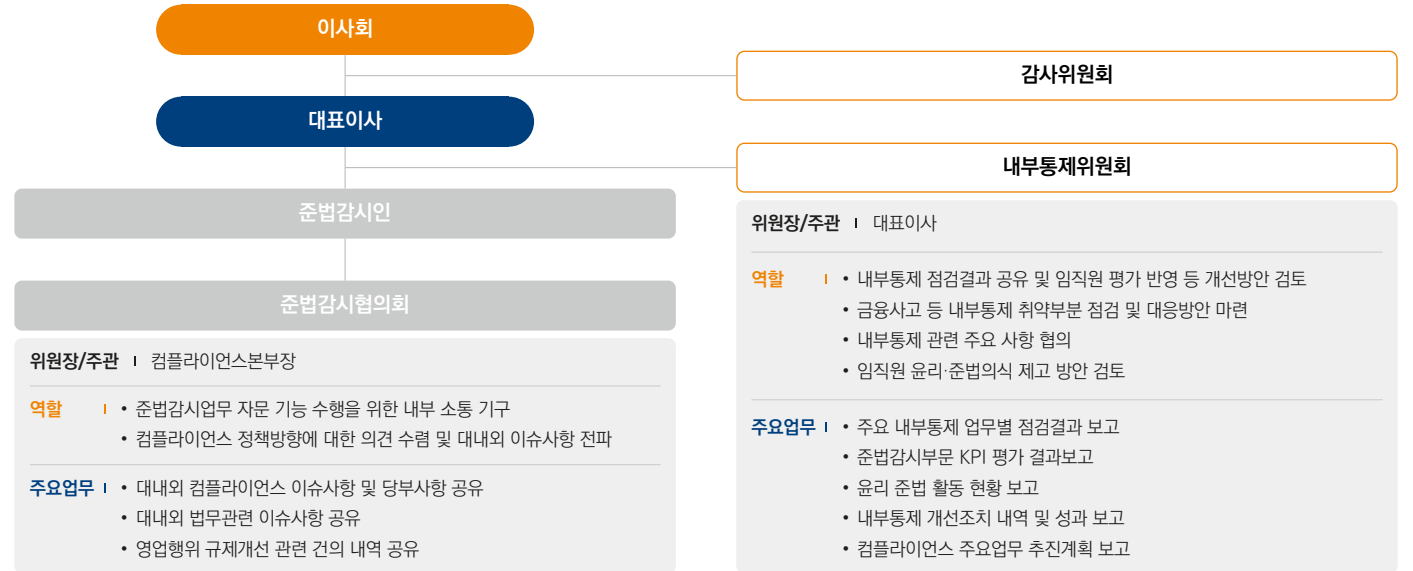 이사회
감사위원회
대표이사
내부통제위원회
준법감시인
준법감시협의회
위원장/주관 ı 컴플라이언스본부장
역할 ı • 준법감시업무 자문 기능 수행을 위한 내부 소통 기구
• 컴플라이언스 정책방향에 대한 의견 수렴 및 대내외 이슈사항 전파
주요업무 ı • 대내외 컴플라이언스 이슈사항 및 당부사항 공유
• 대내외 법무관련 이슈사항 공유
• 영업행위 규제개선 관련 건의 내역 공유
위원장/주관 ı 대표이사
역할 ı • 내부통제 점검결과 공유 및 임직원 평가 반영 등 개선방안 검토
• 금융사고 등 내부통제 취약부분 점검 및 대응방안 마련
• 내부통제 관련 주요 사항 협의
• 임직원 윤리·준법의식 제고 방안 검토
주요업무 ı • 주요 내부통제 업무별 점검결과 보고
• 준법감시부문 KPI 평가 결과보고
• 윤리 준법 활동 현황 보고
• 내부통제 개선조치 내역 및 성과 보고
• 컴플라이언스 주요업무 추진계획 보고